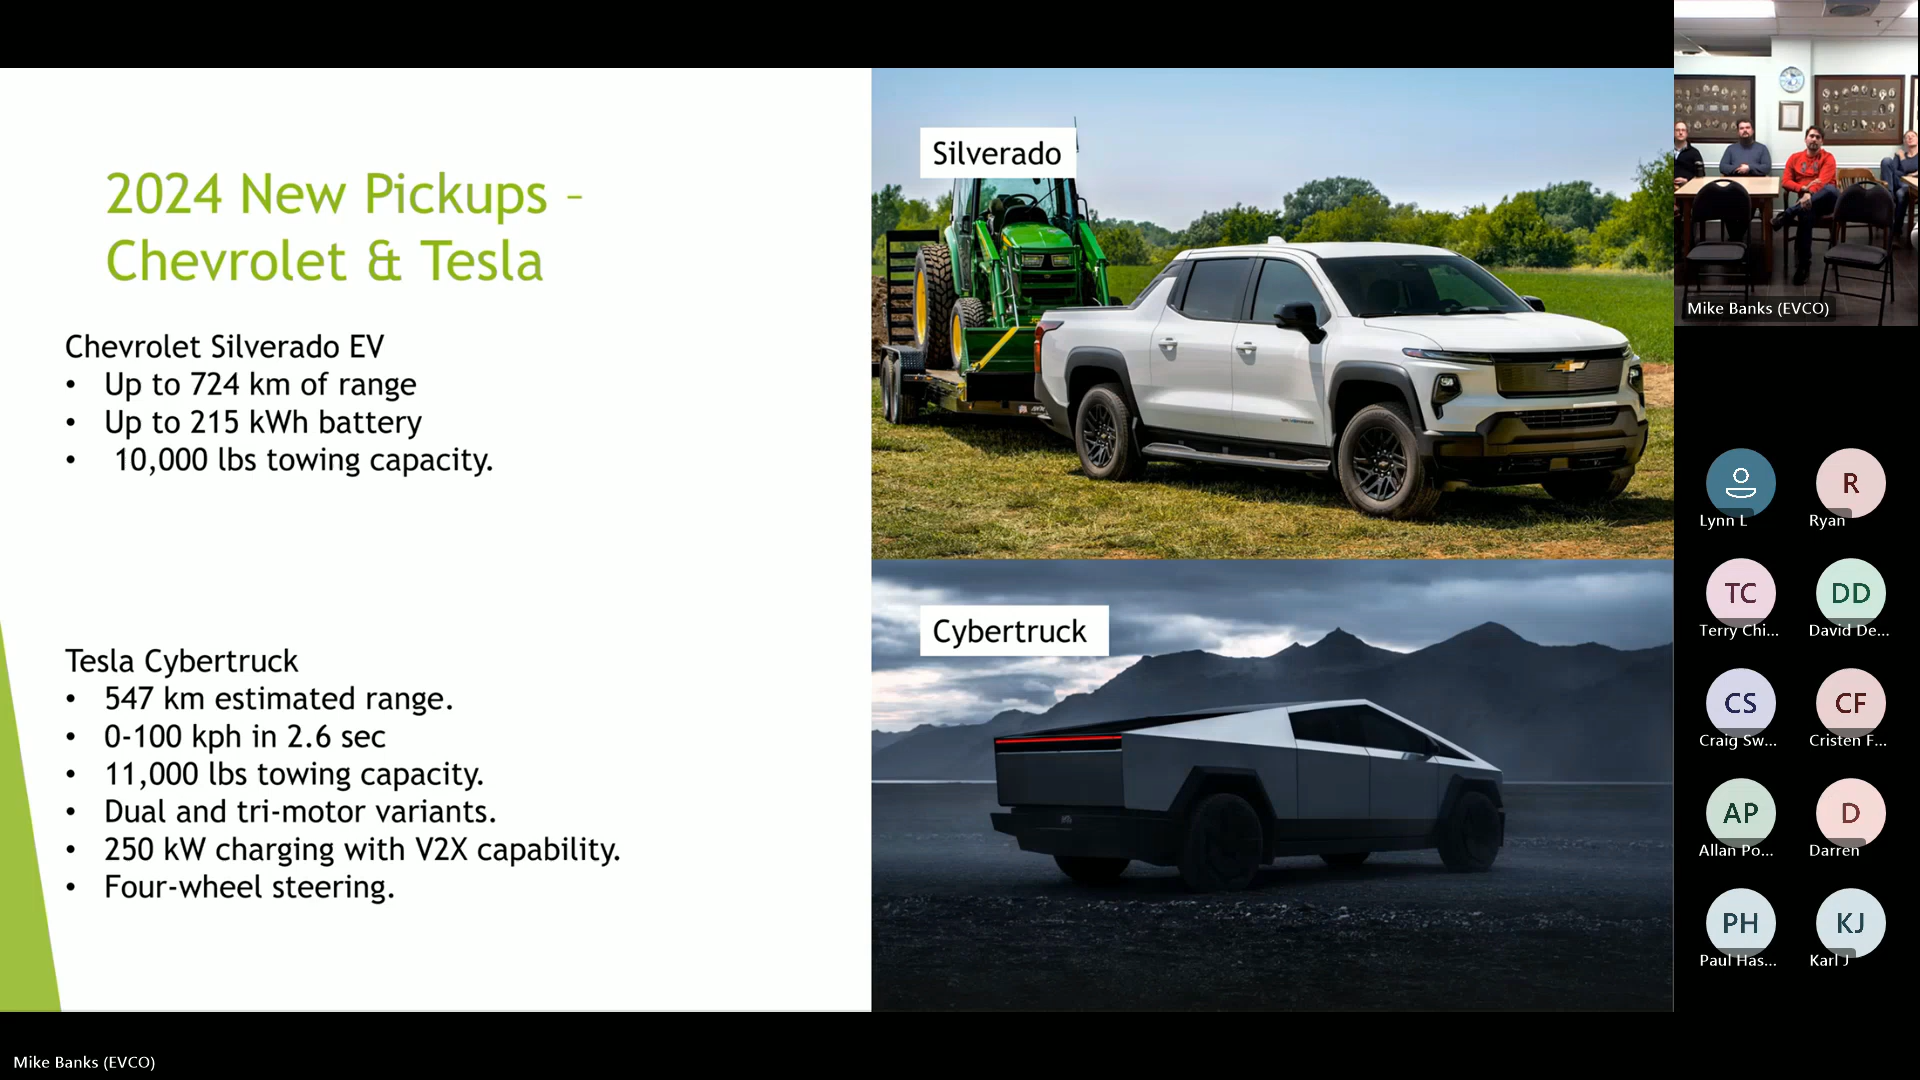 2024 New Pickups –
Chevrolet & Tesla
Chevrolet Silverado EV
• Up to 724 km of range
• Up to 215 kWh battery
• 10,000 lbs towing capacity.
Tesla Cybertruck
• 547 km estimated range.
• 0-100 kph in 2.6 sec
• 11,000 lbs towing capacity.
• Dual and tri-motor variants.
• 250 kW charging with V2X capability.
• Four-wheel steering.
Silverado
Cybertruck
Mike Banks (EVCO)
R
Lynn L
Ryan
TC
DD
Terry Chi...
David De...
CS
CF
Craig Sw...
Cristen F...
AP
D
Allan Po...
Darren
PH
KJ
Paul Has...
Karl J
Mike Banks (EVCO)